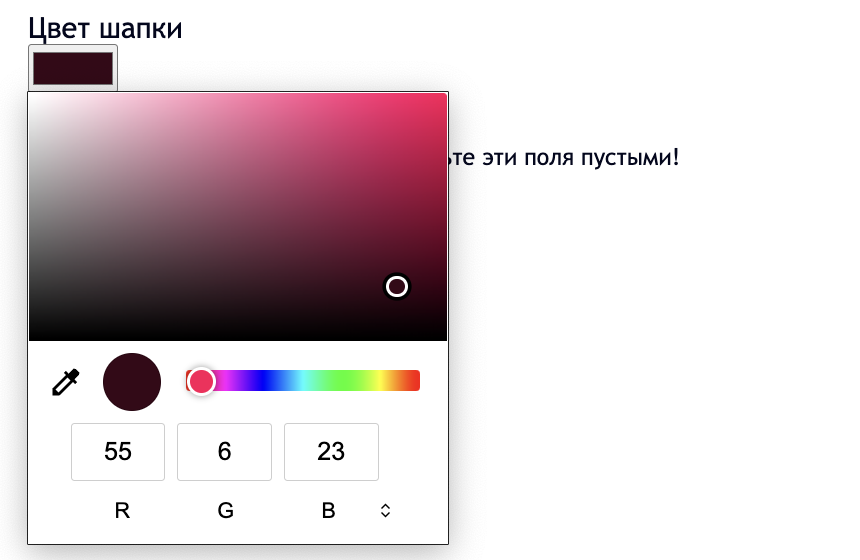 Цвет шапки
те эти поля пустыми!
55 6 23
R G B